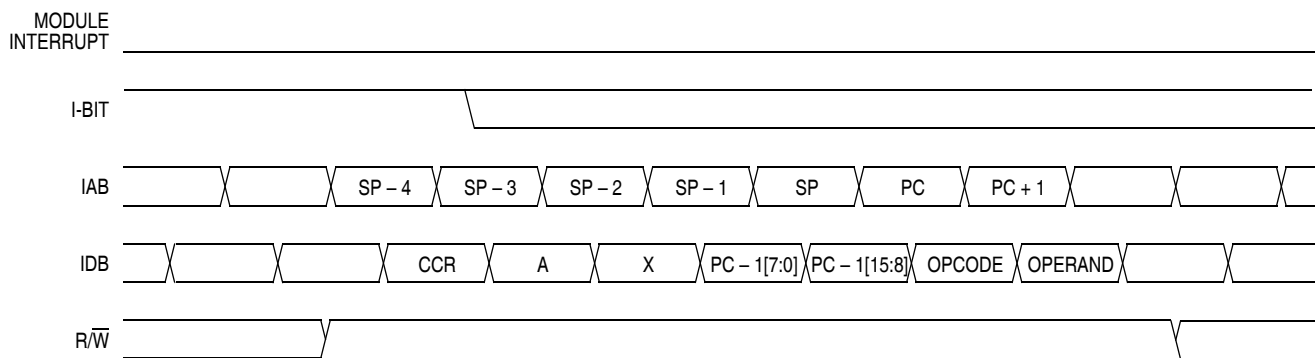 MODULE
INTERRUPT
I-BIT
IAB SP – 4 SP – 3 SP – 2 SP – 1 SP PC PC + 1
IDB CCR A X PC – 1[7:0] PC – 1[15:8] OPCODE OPERAND
R/W̅